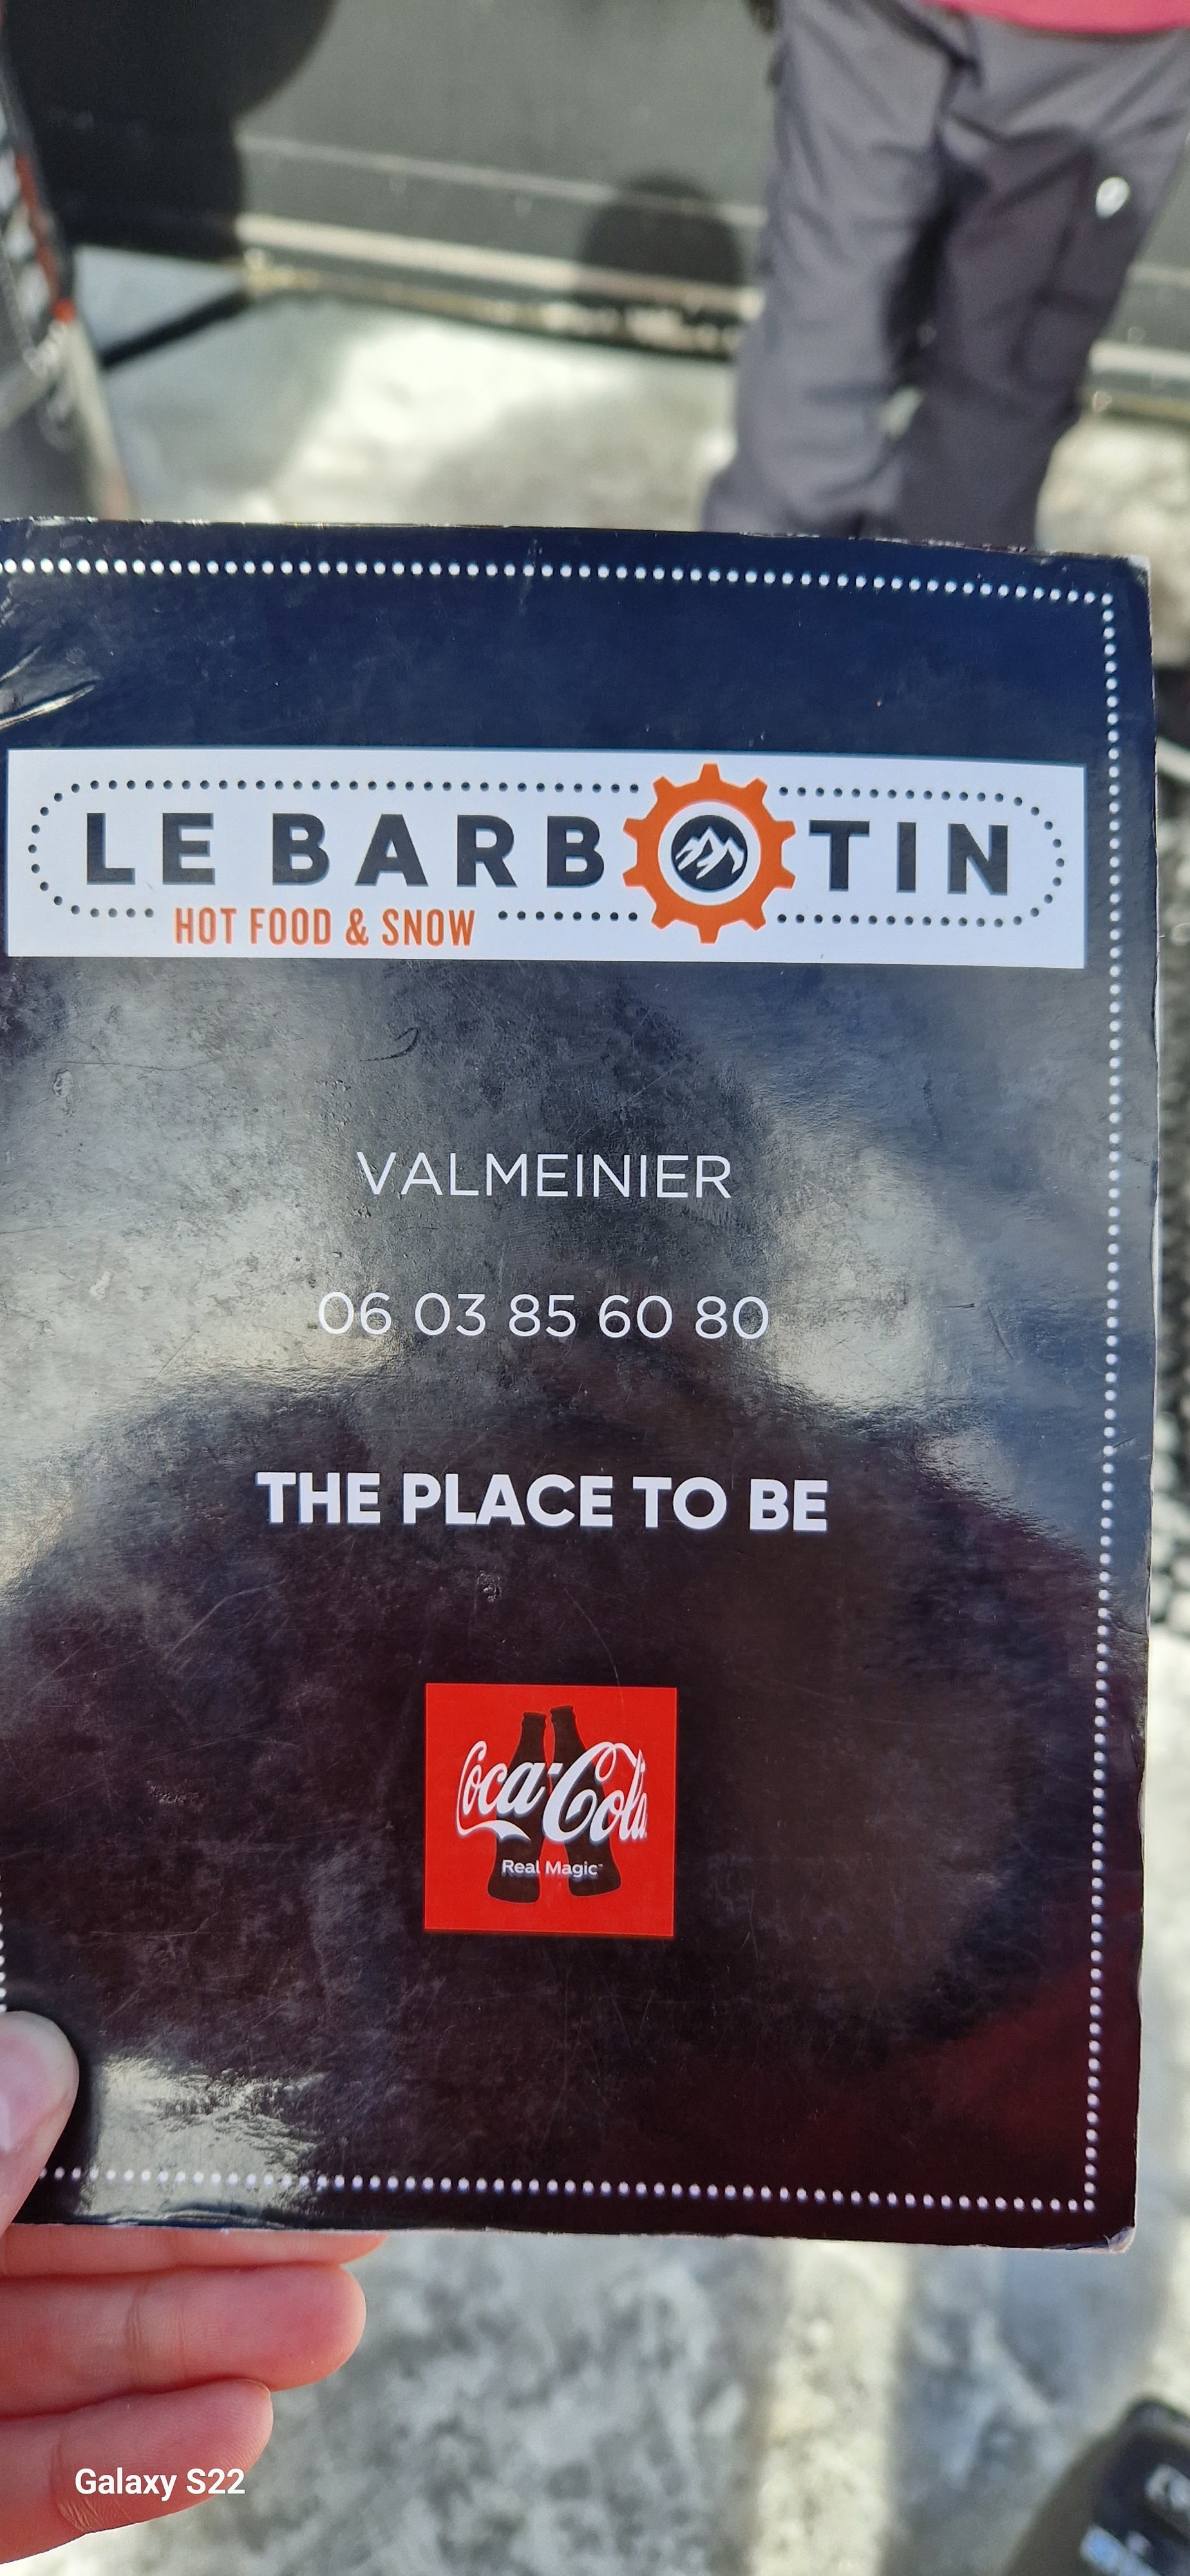 LE BARBOTIN
HOT FOOD & SNOW
VALMEINIER
06 03 85 60 80
THE PLACE TO BE
Coca-Cola
Real Magic™
Galaxy S22